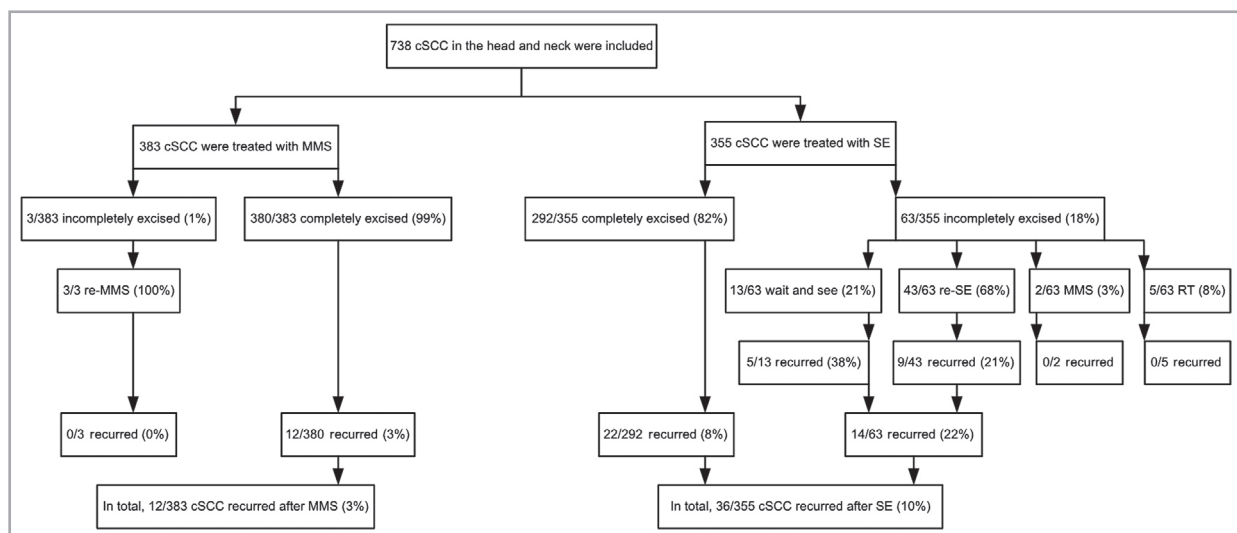 738 cSCC in the head and neck were included
383 cSCC were treated with MMS
355 cSCC were treated with SE
3/383 incompletely excised (1%)
380/383 completely excised (99%)
292/355 completely excised (82%)
63/355 incompletely excised (18%)
3/3 re-MMS (100%)
13/63 wait and see (21%)
43/63 re-SE (68%)
2/63 MMS (3%)
5/63 RT (8%)
5/13 recurred (38%)
9/43 recurred (21%)
0/2 recurred
0/5 recurred
0/3 recurred (0%)
12/380 recurred (3%)
22/292 recurred (8%)
14/63 recurred (22%)
In total, 12/383 cSCC recurred after MMS (3%)
In total, 36/355 cSCC recurred after SE (10%)